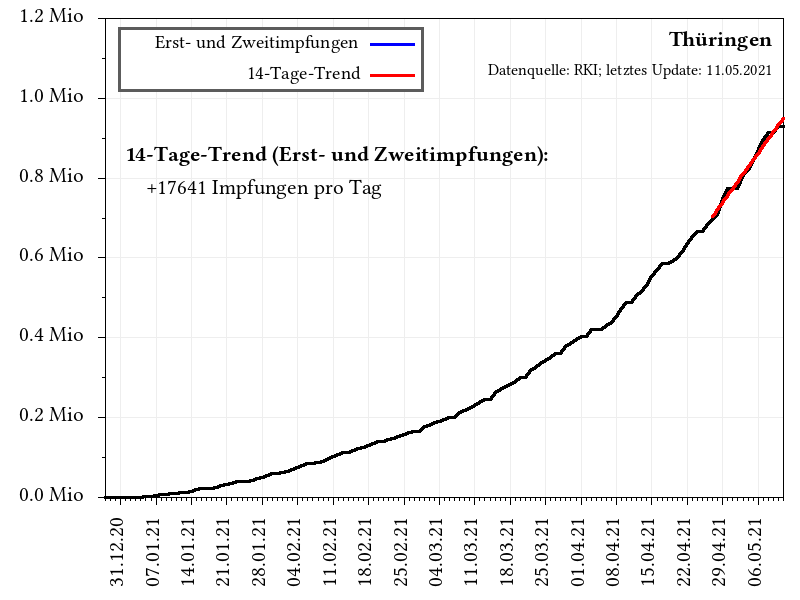 1.2 Mio
1.0 Mio
0.8 Mio
0.6 Mio
0.4 Mio
0.2 Mio
0.0 Mio
Erst- und Zweitimpfungen
14-Tage-Trend
Thüringen
Datenquelle: RKI; letztes Update: 11.05.2021
14-Tage-Trend (Erst- und Zweitimpfungen):
+17641 Impfungen pro Tag
31.12.20
07.01.21
14.01.21
21.01.21
28.01.21
04.02.21
11.02.21
18.02.21
25.02.21
04.03.21
11.03.21
18.03.21
25.03.21
01.04.21
08.04.21
15.04.21
22.04.21
29.04.21
06.05.21